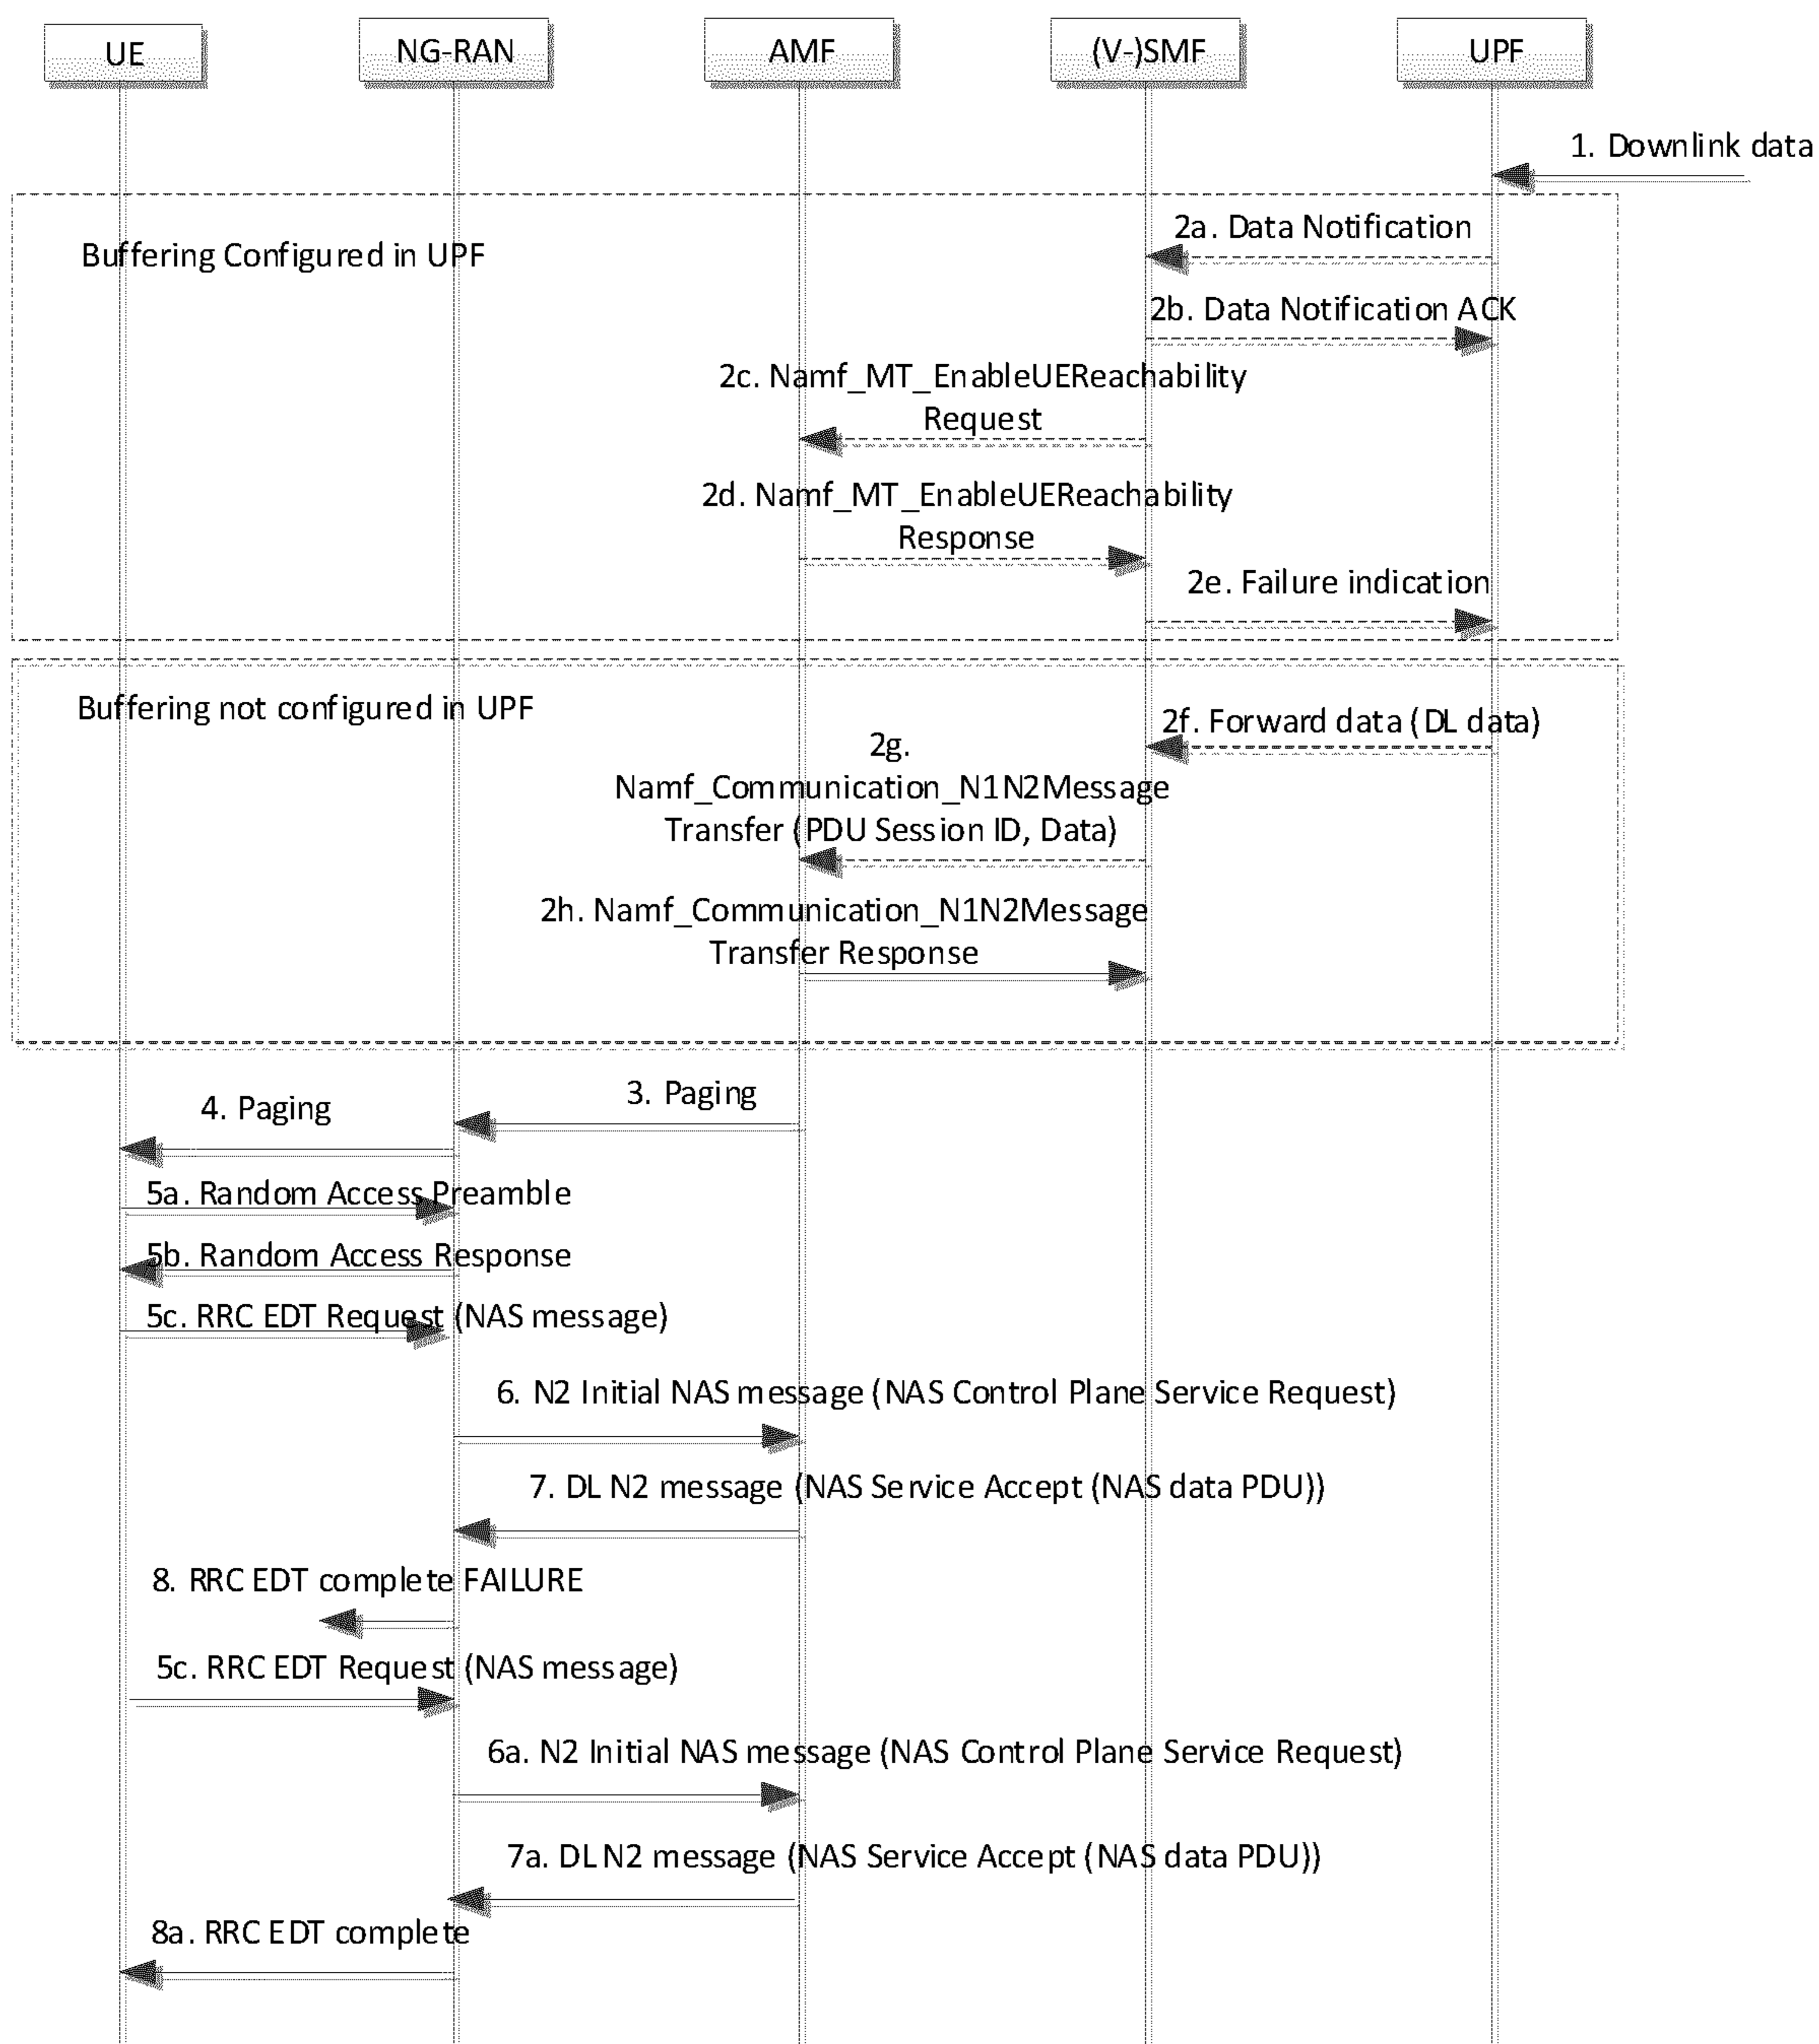 UE
NG-RAN
AMF
(V-)SMF
UPF
1. Downlink data
2a. Data Notification
Buffering Configured in UPF
2b. Data Notification ACK
2c. Namf_MT_EnableUEReachability
Request
2d. Namf_MT_EnableUEReachability
Response
2e. Failure indication
Buffering not configured in UPF
2f. Forward data (DL data)
2g.
Namf_Communication_N1N2Message
Transfer (PDU Session ID, Data)
2h. Namf_Communication_N1N2Message
Transfer Response
3. Paging
4. Paging
5a. Random Access Preamble
5b. Random Access Response
5c. RRC EDT Request (NAS message)
6. N2 Initial NAS message (NAS Control Plane Service Request)
7. DL N2 message (NAS Service Accept (NAS data PDU))
8. RRC EDT complete FAILURE
5c. RRC EDT Request (NAS message)
6a. N2 Initial NAS message (NAS Control Plane Service Request)
7a. DL N2 message (NAS Service Accept (NAS data PDU))
8a. RRC EDT complete